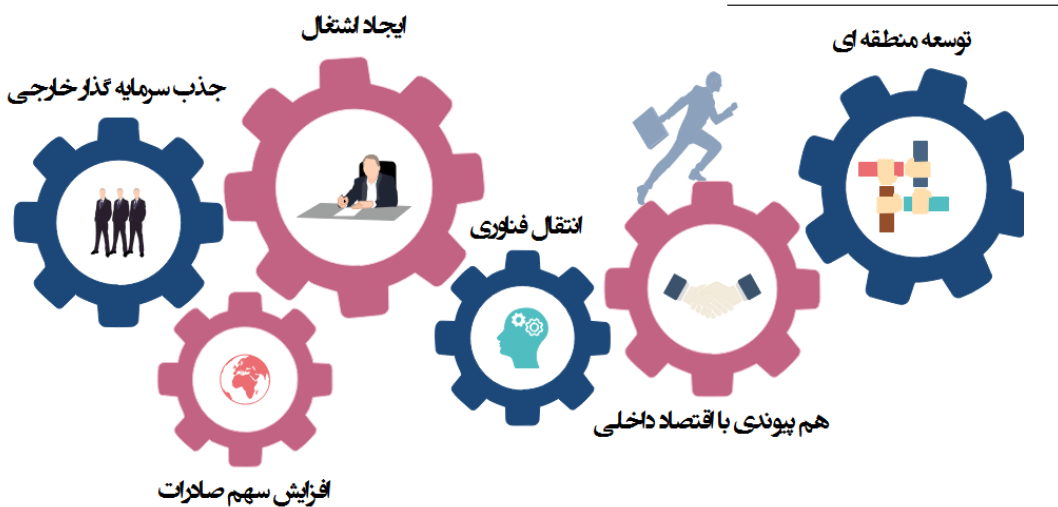 توسعه منطقه ای
ایجاد اشتغال
جذب سرمایه گذار خارجی
انتقال فناوری
هم پیوندی با اقتصاد داخلی
افزایش سهم صادرات